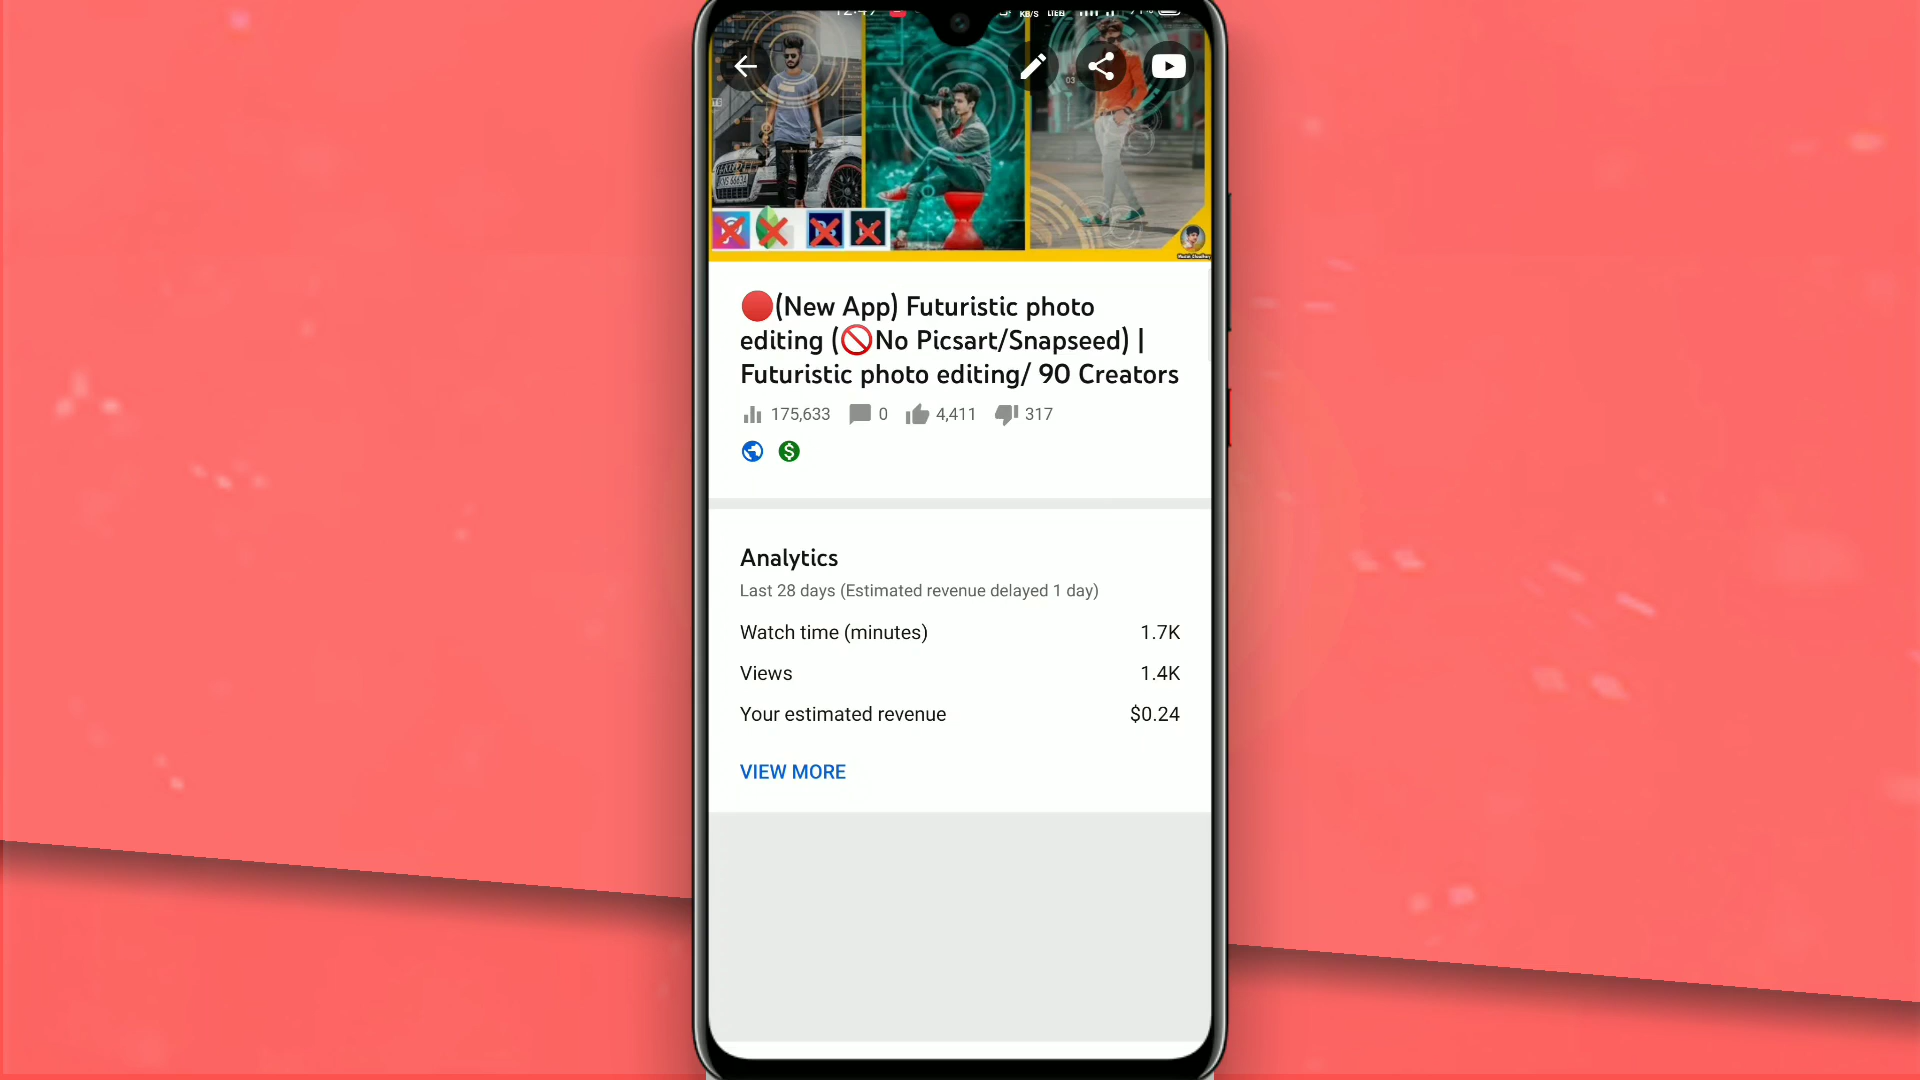 🔴(New App) Futuristic photo
editing (🚫No Picsart/Snapseed) |
Futuristic photo editing/ 90 Creators
175,633 0 4,411 317
Analytics
Last 28 days (Estimated revenue delayed 1 day)
Watch time (minutes) 1.7K
Views 1.4K
Your estimated revenue $0.24
VIEW MORE